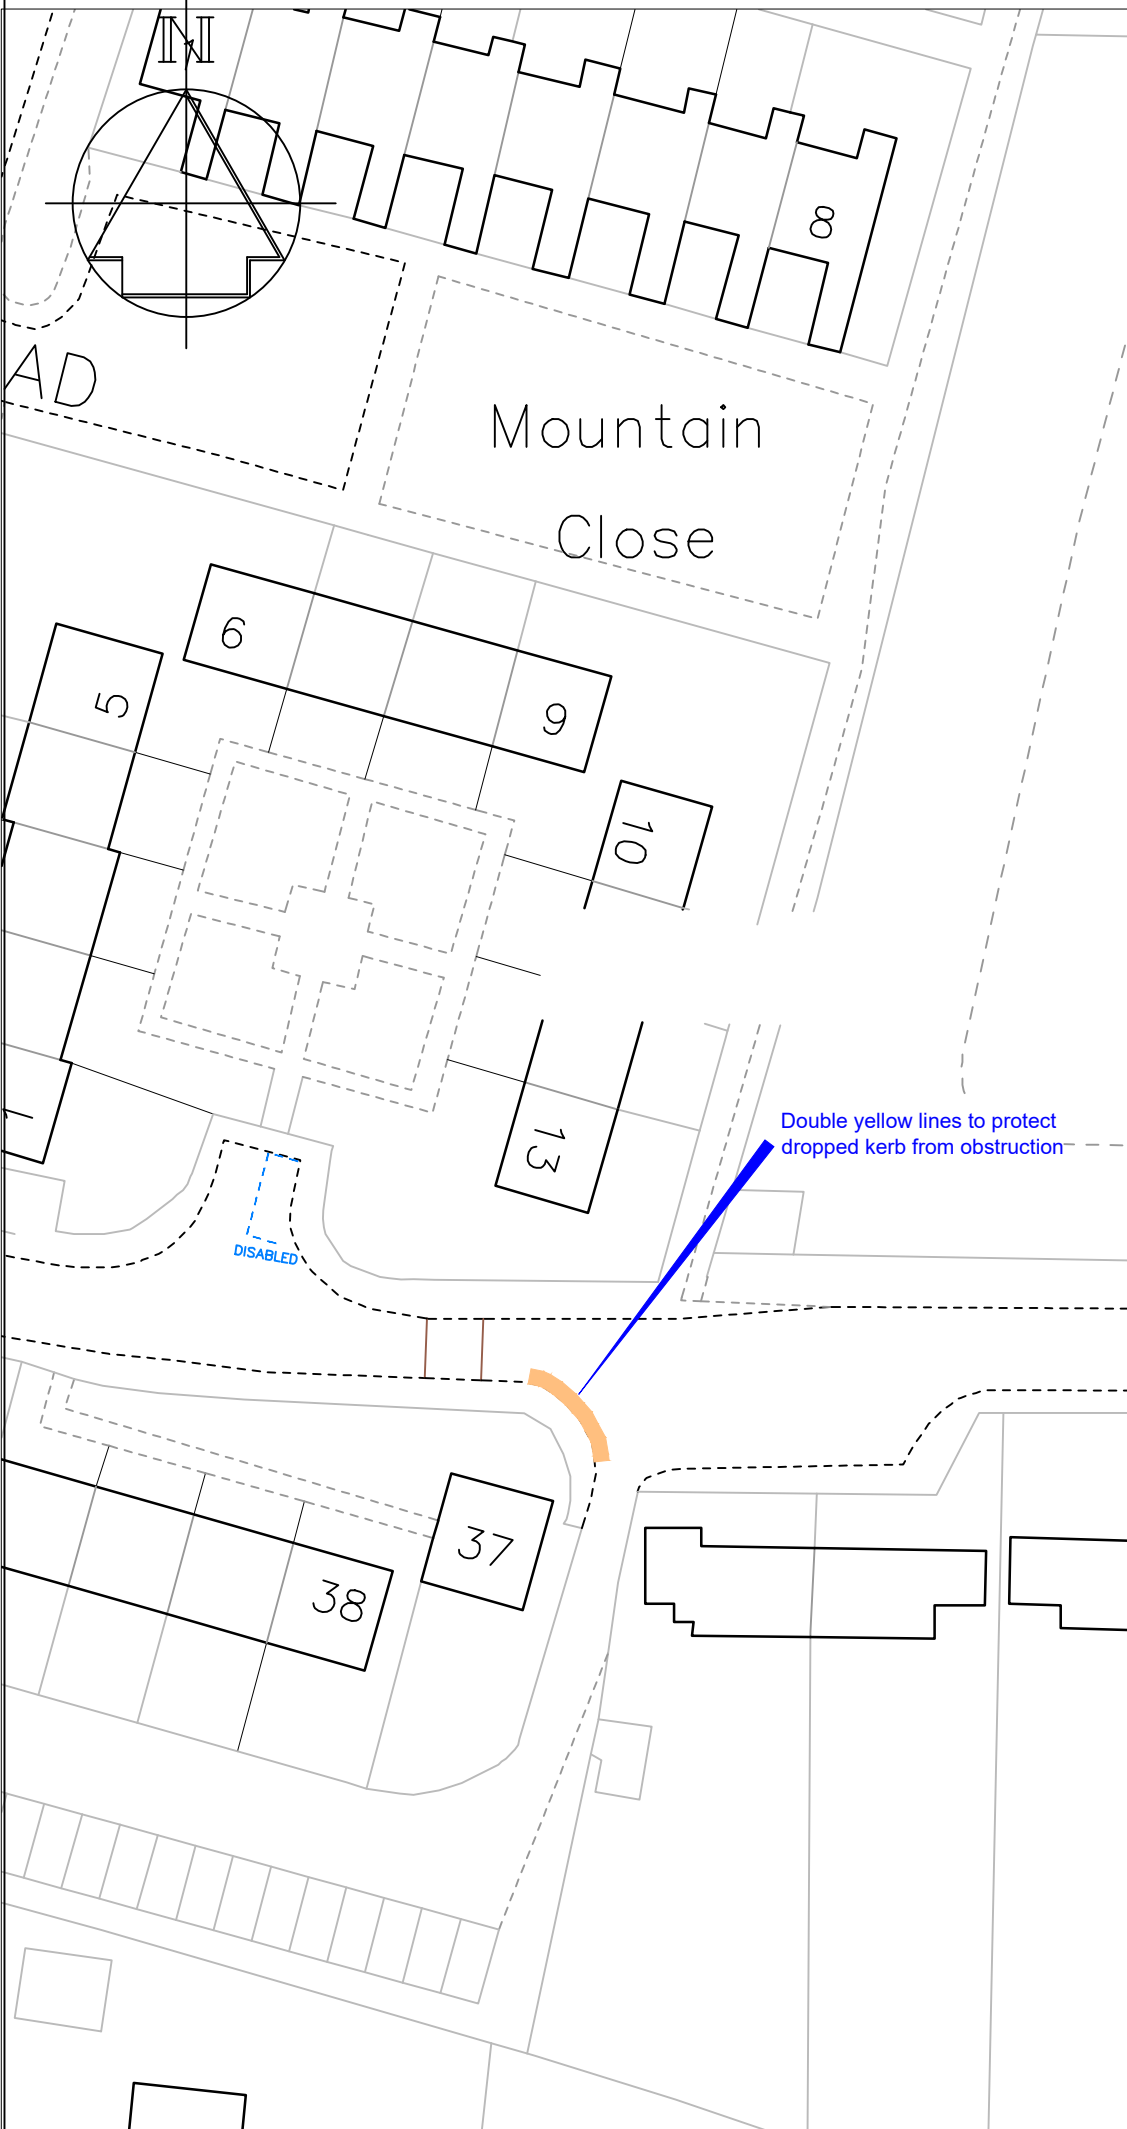 N
8
AD
Mountain
Close
6
5
9
10
13
1
Double yellow lines to protect
dropped kerb from obstruction
DISABLED
37
38